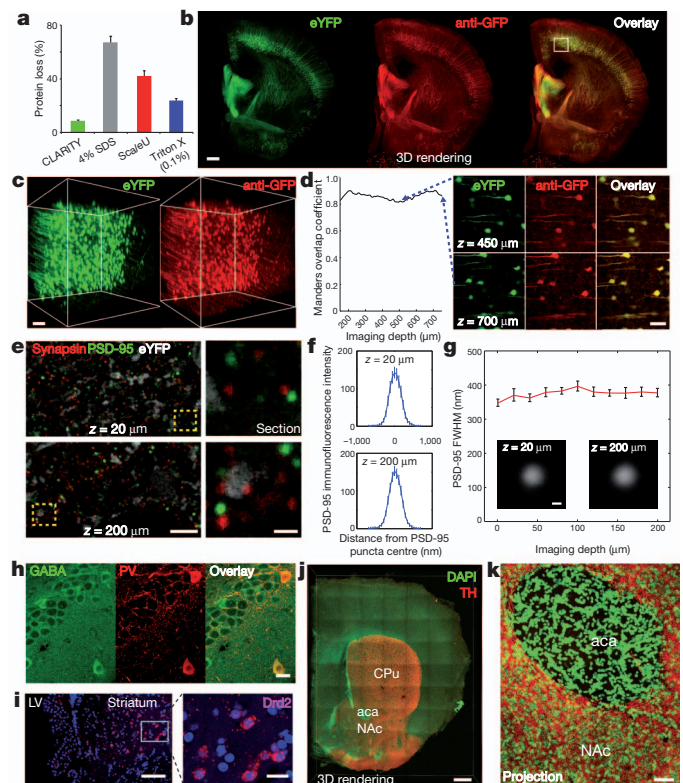 a
Protein loss (%)
80
40
0
CLARITY
4% SDS
ScaleU
Triton X
(0.1%)
b
eYFP
anti-GFP
Overlay
3D rendering
c
eYFP
anti-GFP
d
Manders overlap coefficient
1.0
0.8
0.6
0.4
0.2
0
200
300
400
500
600
700
Imaging depth (μm)
eYFP
anti-GFP
Overlay
z = 450 μm
z = 700 μm
e
Synapsin PSD-95 eYFP
z = 20 μm
Section
z = 200 μm
f
PSD-95 immunofluorescence intensity
200
100
0
z = 20 μm
-1,000
0
1,000
200
100
0
z = 200 μm
Distance from PSD-95
puncta centre (nm)
g
PSD-95 FWHM (nm)
500
400
300
200
100
0
z = 20 μm
z = 200 μm
0
50
100
150
200
Imaging depth (μm)
h
GABA
PV
Overlay
i
LV
Striatum
Drd2
j
DAPI
TH
CPu
aca
NAc
3D rendering
k
aca
NAc
Projection